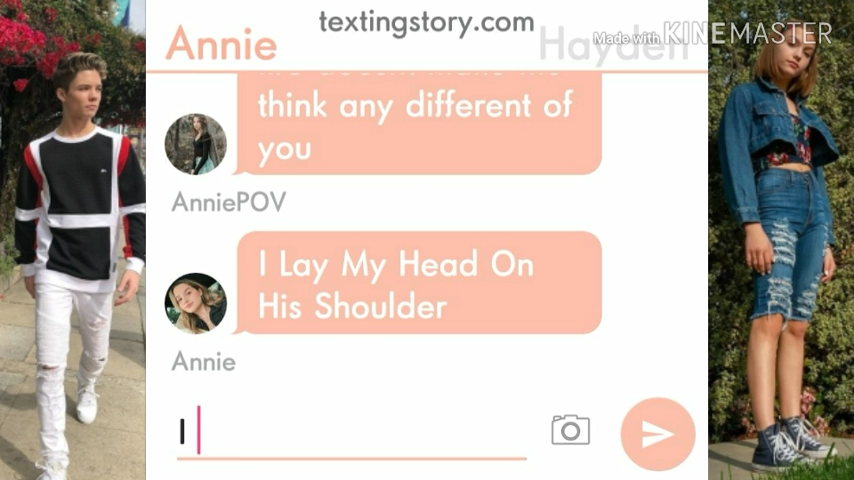 textingstory.com
Made with KINEMASTER
Annie
Hayden
think any different of
you
AnniePOV
I Lay My Head On
His Shoulder
Annie
I